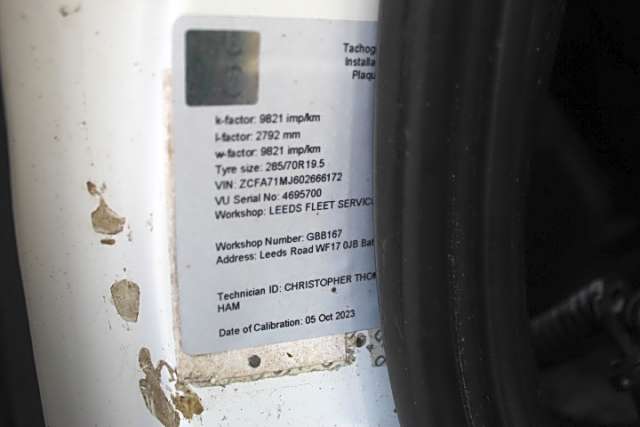 Tachog
Installa
Plaqu
k-factor: 9821 imp/km
l-factor: 2792 mm
w-factor: 9821 imp/km
Tyre size: 285/70R19.5
VIN: ZCFA71MJ602666172
VU Serial No: 4695700
Workshop: LEEDS FLEET SERVIC
Workshop Number: GBB167
Address: Leeds Road WF17 0JB Bat
Technician ID: CHRISTOPHER THO
HAM
Date of Calibration: 05 Oct 2023